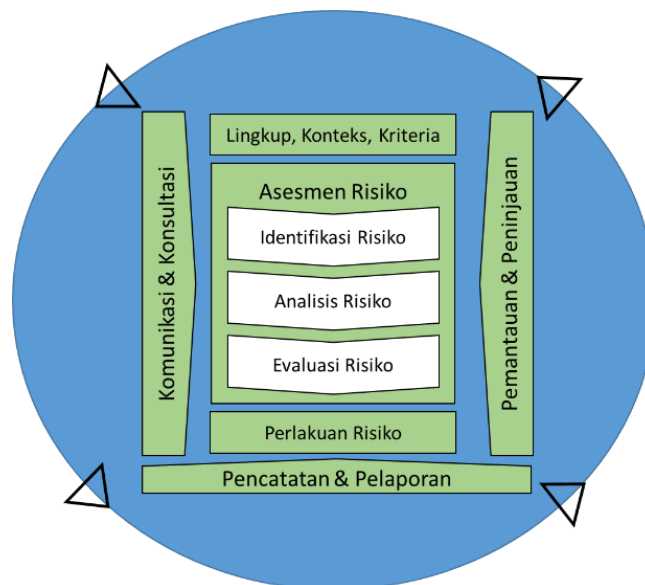 Lingkup, Konteks, Kriteria
Komunikasi & Konsultasi
Asesmen Risiko
Identifikasi Risiko
Analisis Risiko
Evaluasi Risiko
Pemantauan & Peninjauan
Perlakuan Risiko
Pencatatan & Pelaporan